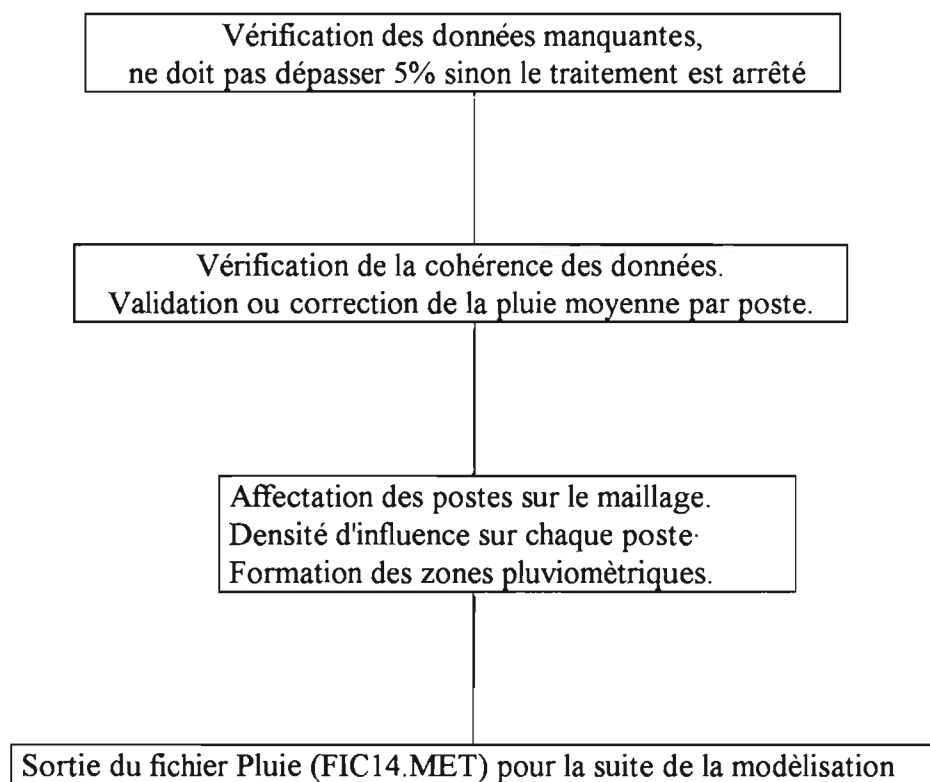 Vérification des données manquantes,
ne doit pas dépasser 5% sinon le traitement est arrêté
Vérification de la cohérence des données.
Validation ou correction de la pluie moyenne par poste.
Affectation des postes sur le maillage.
Densité d'influence sur chaque poste·
Formation des zones pluviomètriques.
Sortie du fichier Pluie (FIC14.MET) pour la suite de la modèlisation